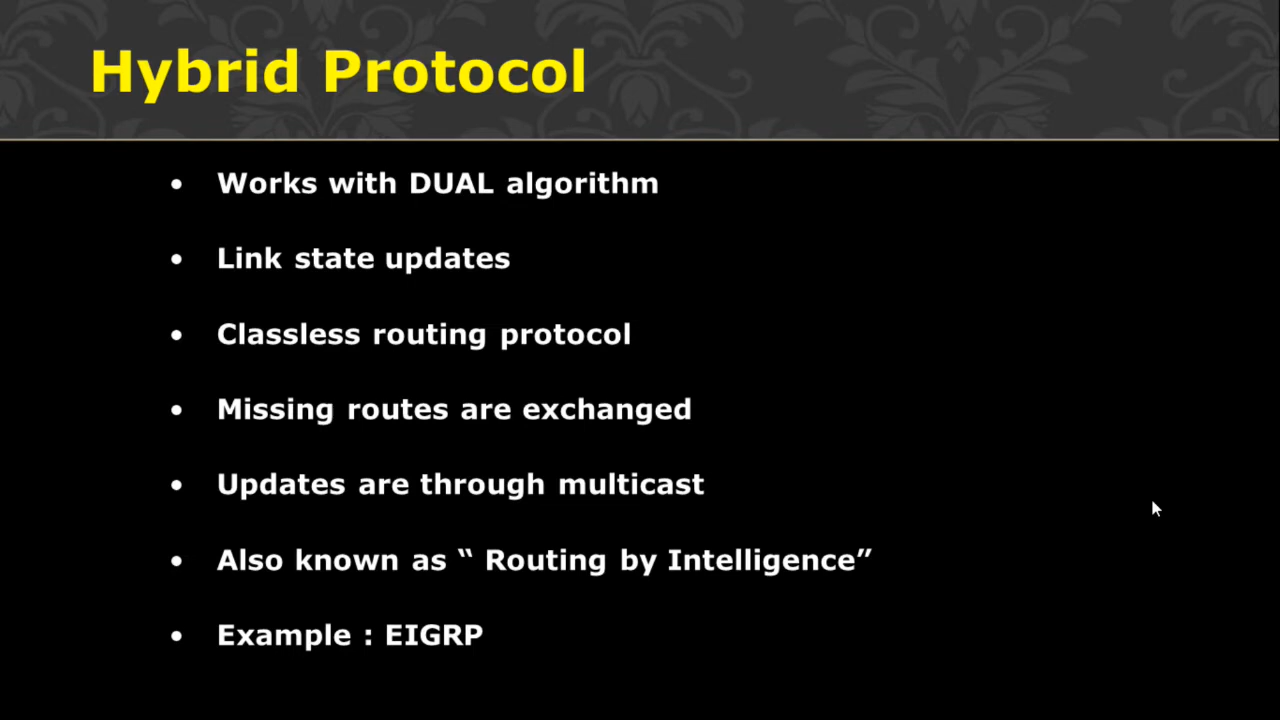 Hybrid Protocol
• Works with DUAL algorithm
• Link state updates
• Classless routing protocol
• Missing routes are exchanged
• Updates are through multicast
• Also known as “ Routing by Intelligence”
• Example : EIGRP